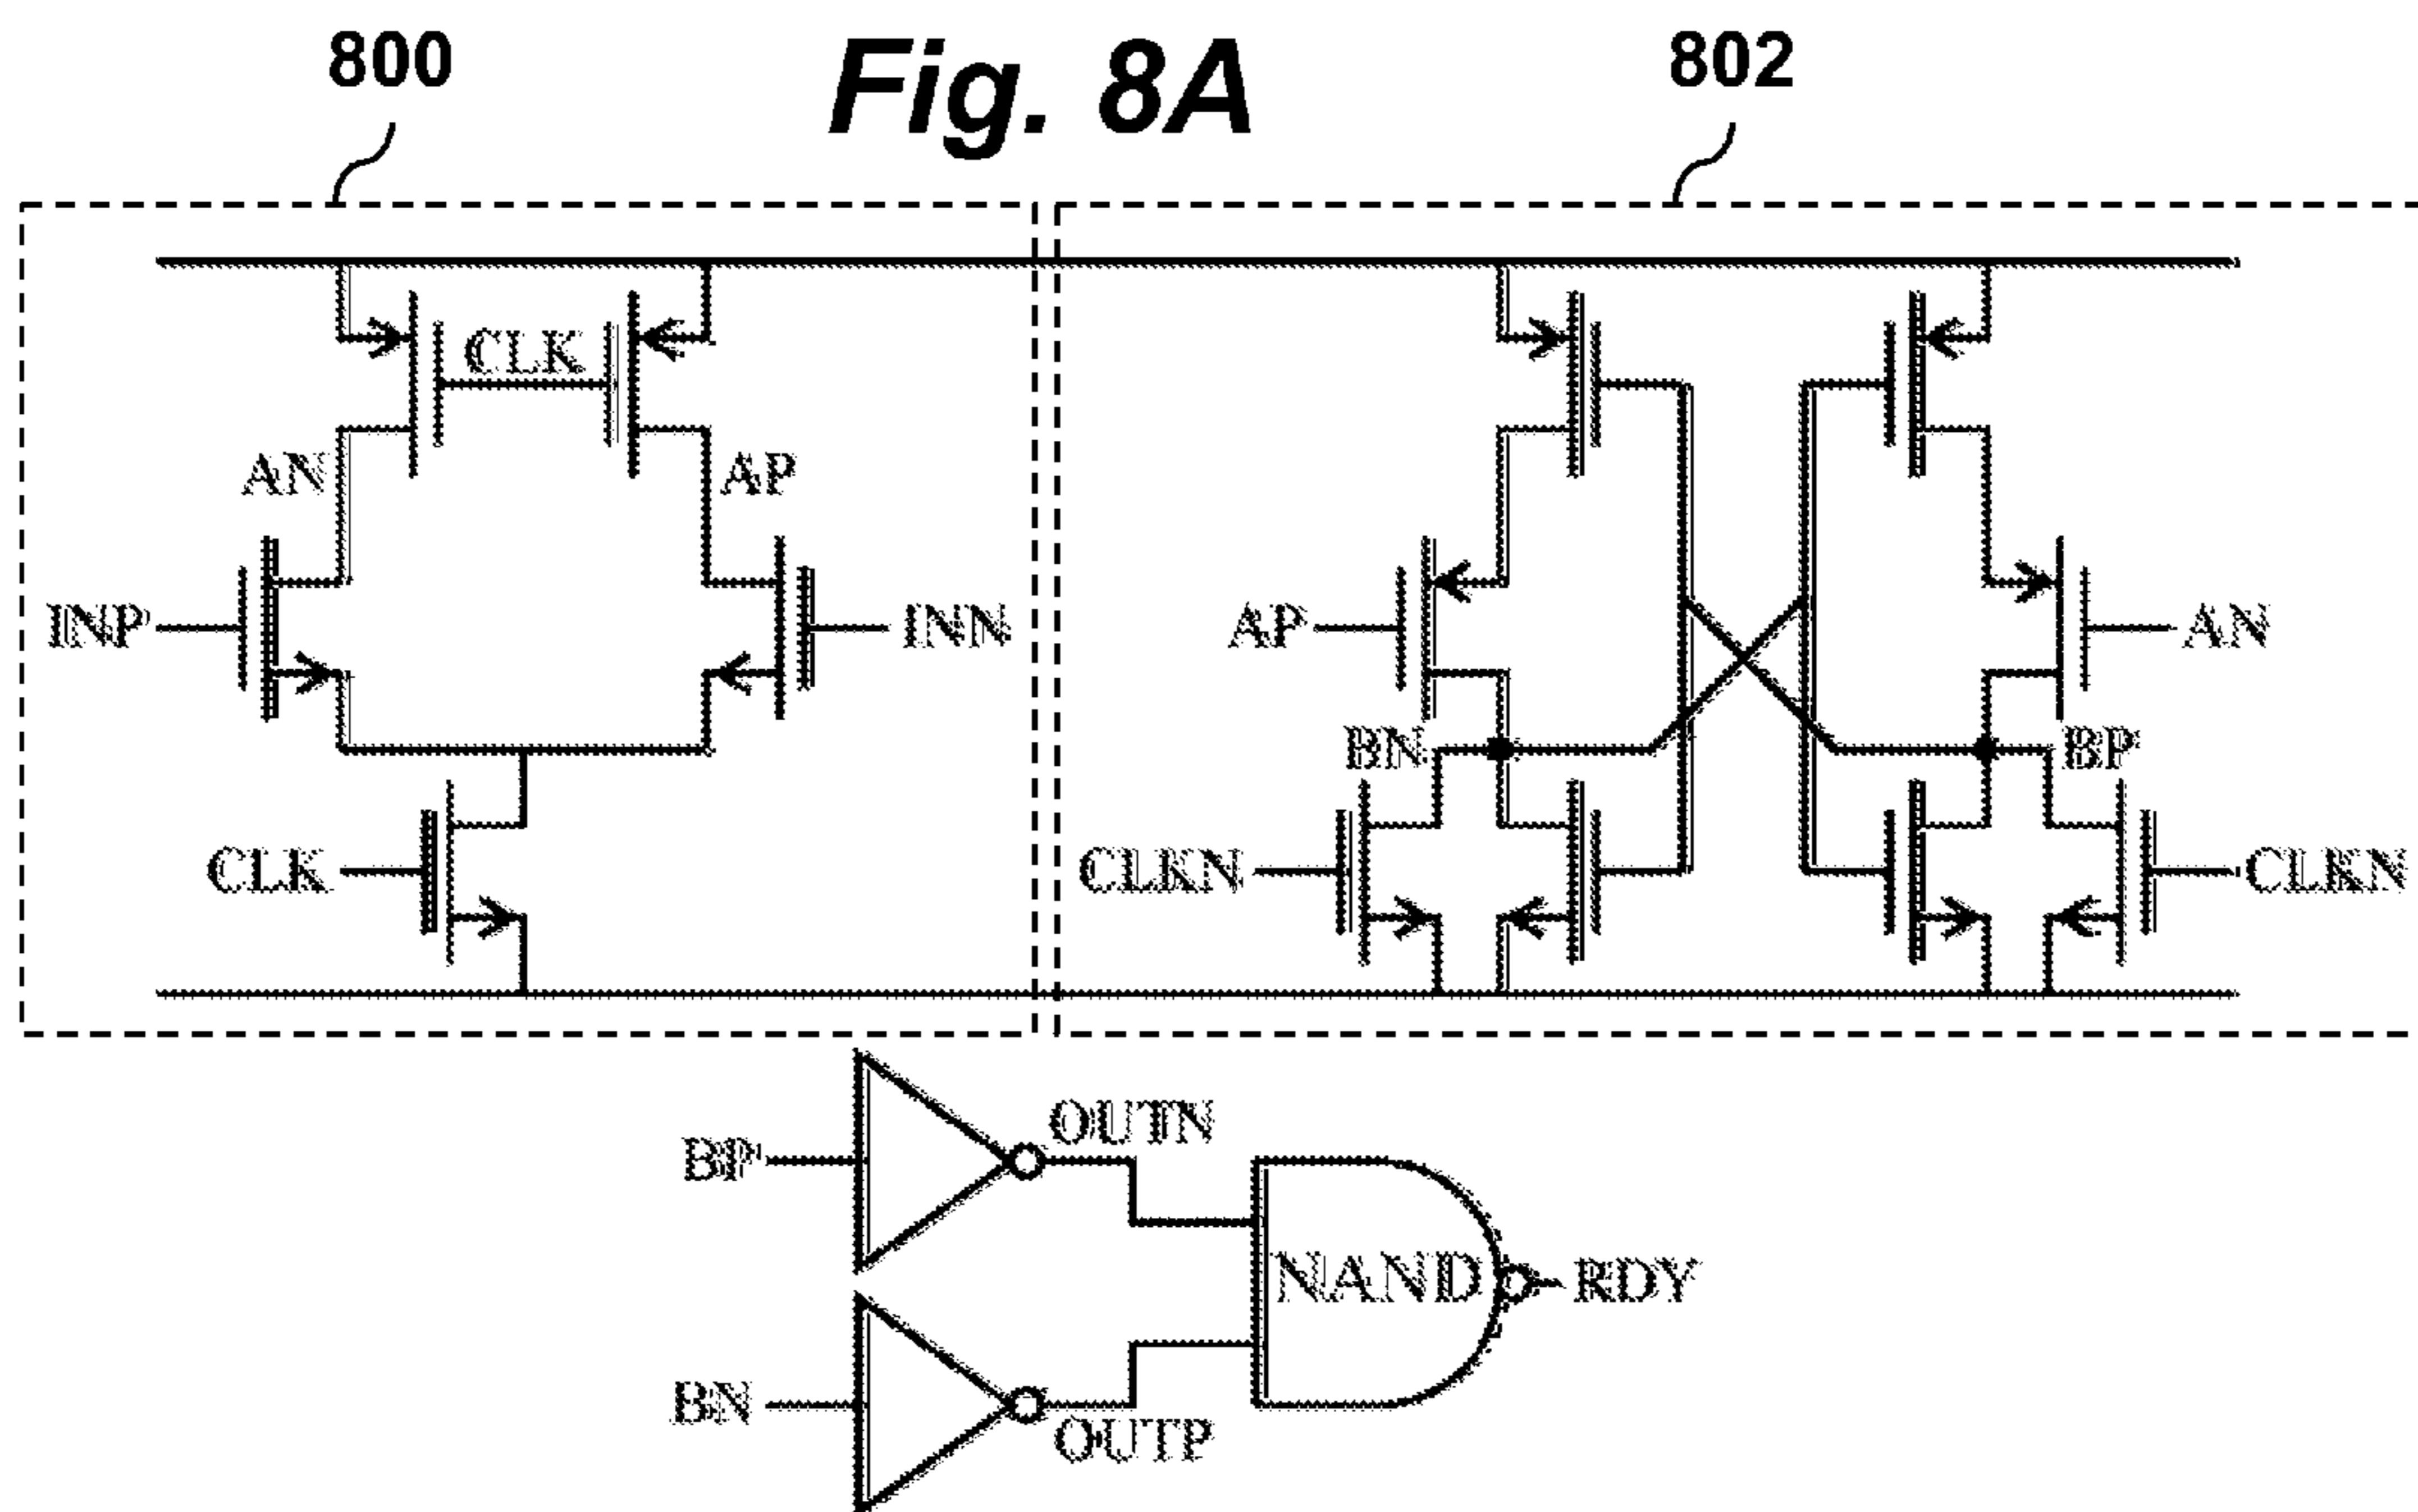 800
Fig. 8A
802
CLK
AN
AP
INP
INN
AP
AN
BN
BP
CLK
CLKN
CLKN
BP
OUTN
NAND
RDY
BN
OUTP